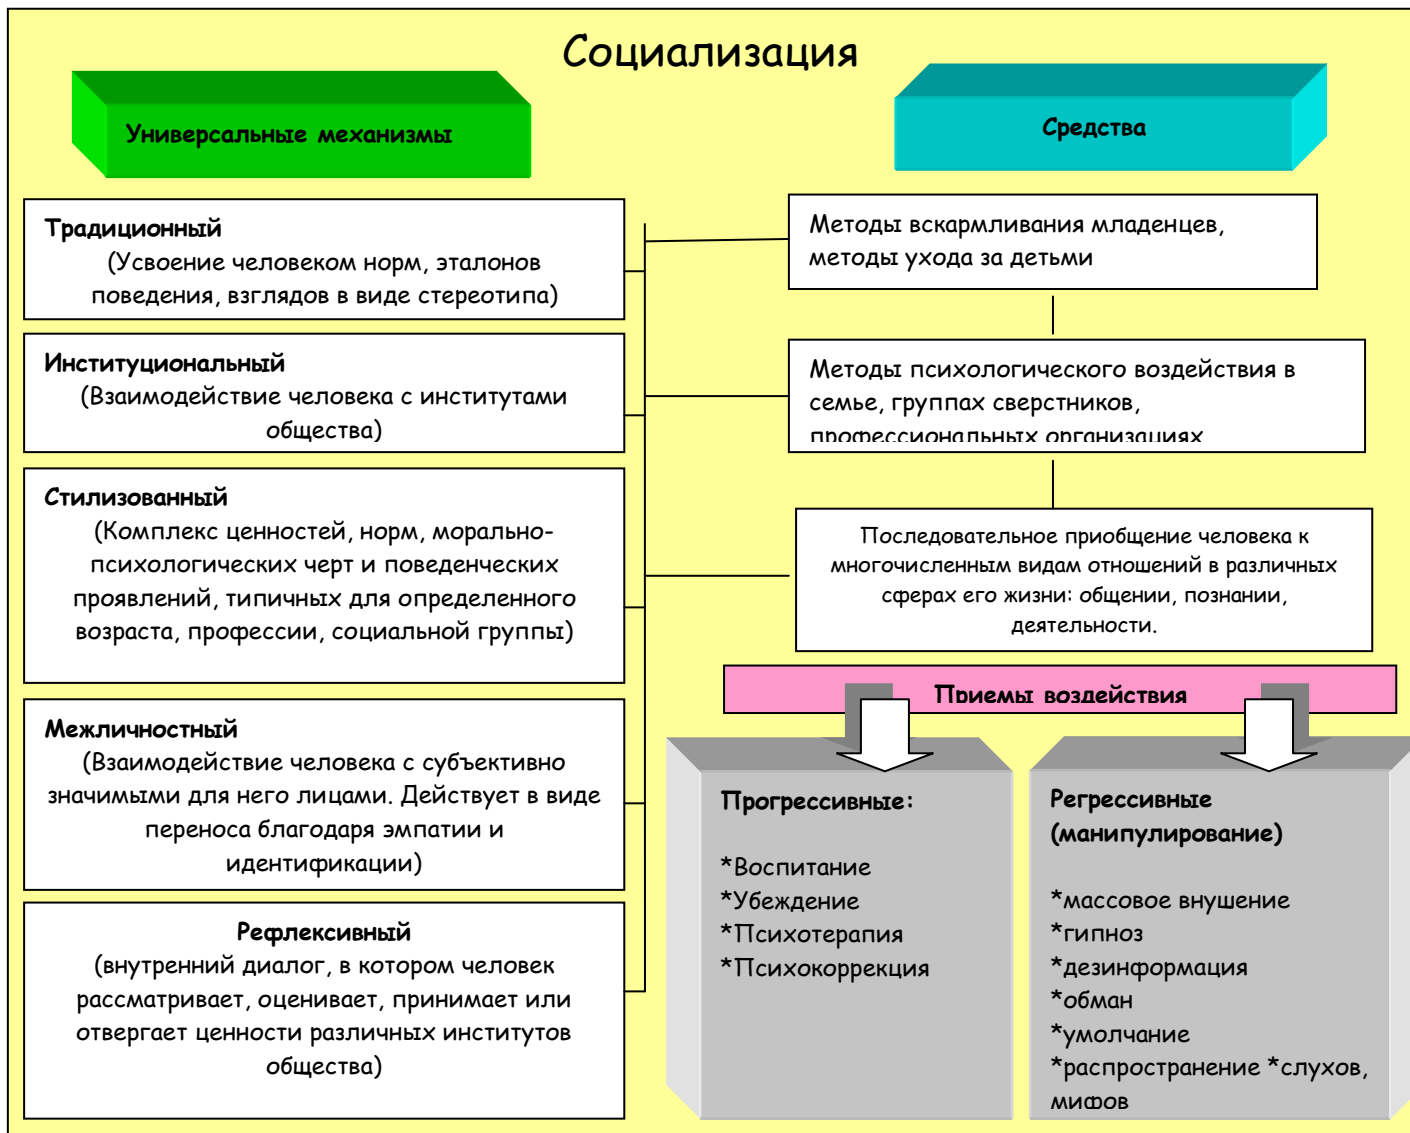 Социализация
Универсальные механизмы
Традиционный
(Усвоение человеком норм, эталонов
поведения, взглядов в виде стереотипа)
Институциональный
(Взаимодействие человека с институтами
общества)
Стилизованный
(Комплекс ценностей, норм, морально-
психологических черт и поведенческих
проявлений, типичных для определенного
возраста, профессии, социальной группы)
Межличностный
(Взаимодействие человека с субъективно
значимыми для него лицами. Действует в виде
переноса благодаря эмпатии и
идентификации)
Рефлексивный
(внутренний диалог, в котором человек
рассматривает, оценивает, принимает или
отвергает ценности различных институтов
общества)
Средства
Методы вскармливания младенцев,
методы ухода за детьми
Методы психологического воздействия в
семье, группах сверстников,
профессиональных организациях
Последовательное приобщение человека к
многочисленным видам отношений в различных
сферах его жизни: общении, познании,
деятельности.
Приемы воздействия
Прогрессивные:
*Воспитание
*Убеждение
*Психотерапия
*Психокоррекция
Регрессивные
(манипулирование)
*массовое внушение
*гипноз
*дезинформация
*обман
*умолчание
*распространение *слухов,
мифов